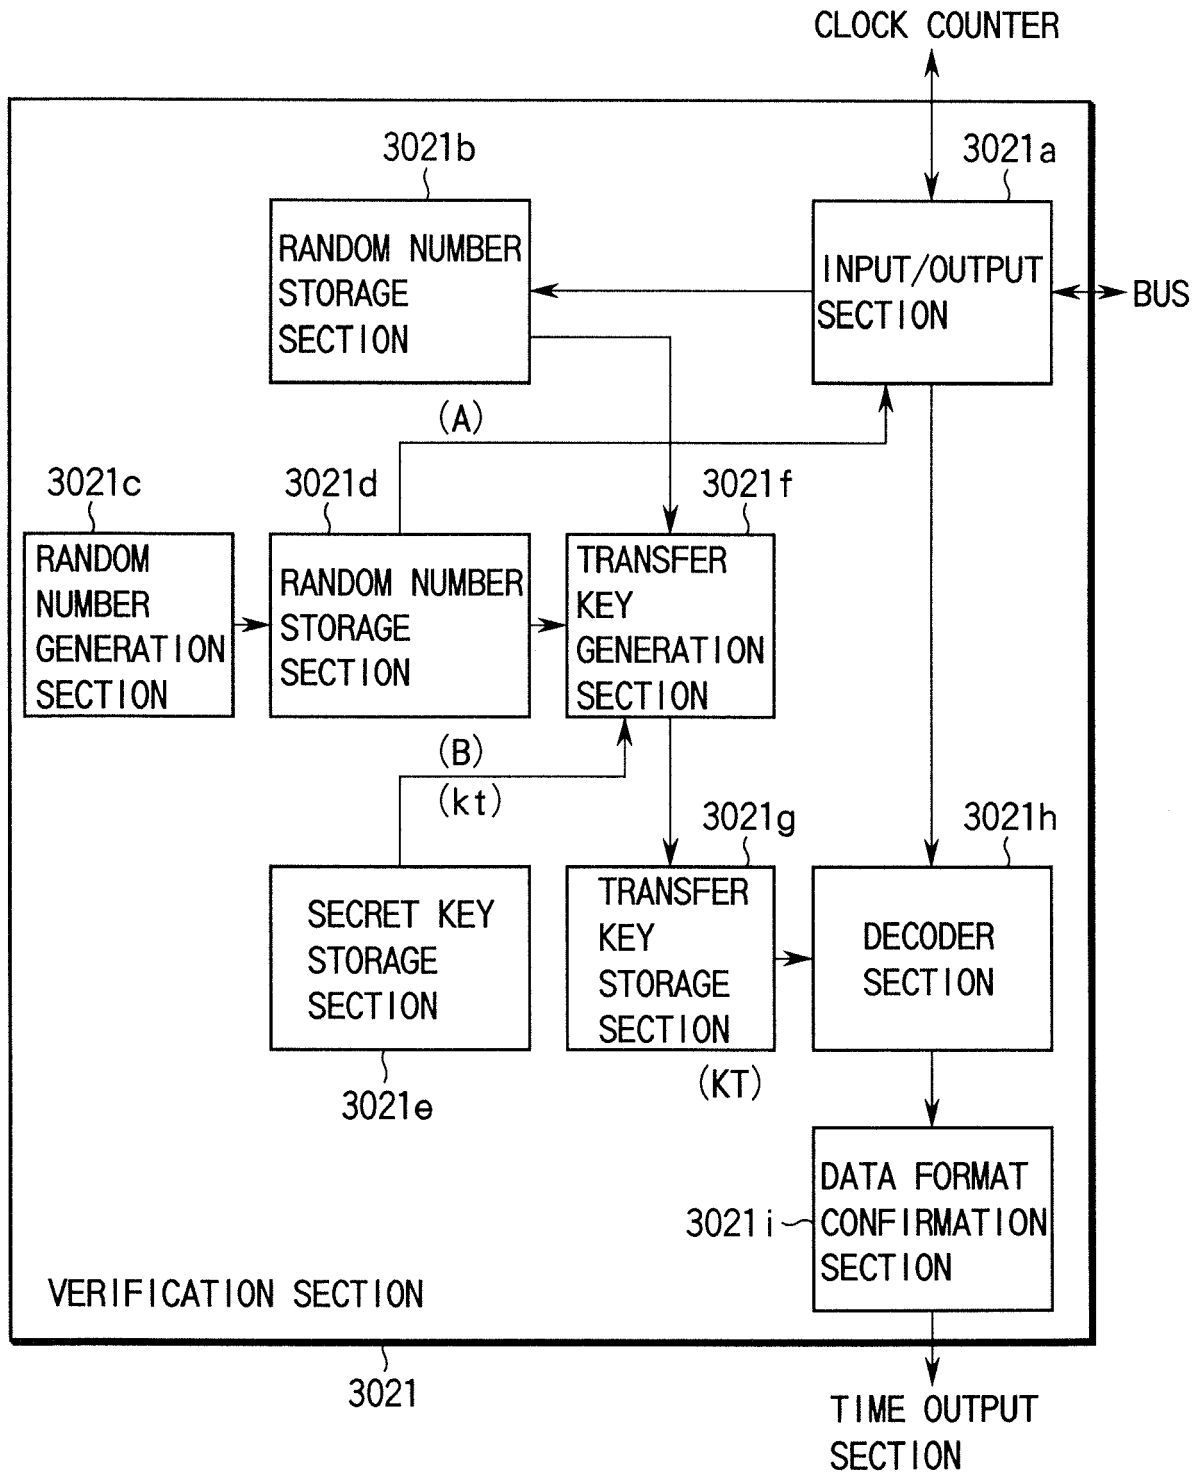 CLOCK COUNTER
3021b
3021a
RANDOM NUMBER
STORAGE
SECTION
INPUT/OUTPUT
SECTION
BUS
(A)
3021c
3021d
3021f
RANDOM
NUMBER
GENERATION
SECTION
RANDOM NUMBER
STORAGE
SECTION
TRANSFER
KEY
GENERATION
SECTION
(B)
(kt)
3021g
3021h
SECRET KEY
STORAGE
SECTION
TRANSFER
KEY
STORAGE
SECTION
DECODER
SECTION
(KT)
3021e
DATA FORMAT
CONFIRMATION
SECTION
3021i
VERIFICATION SECTION
3021
TIME OUTPUT
SECTION